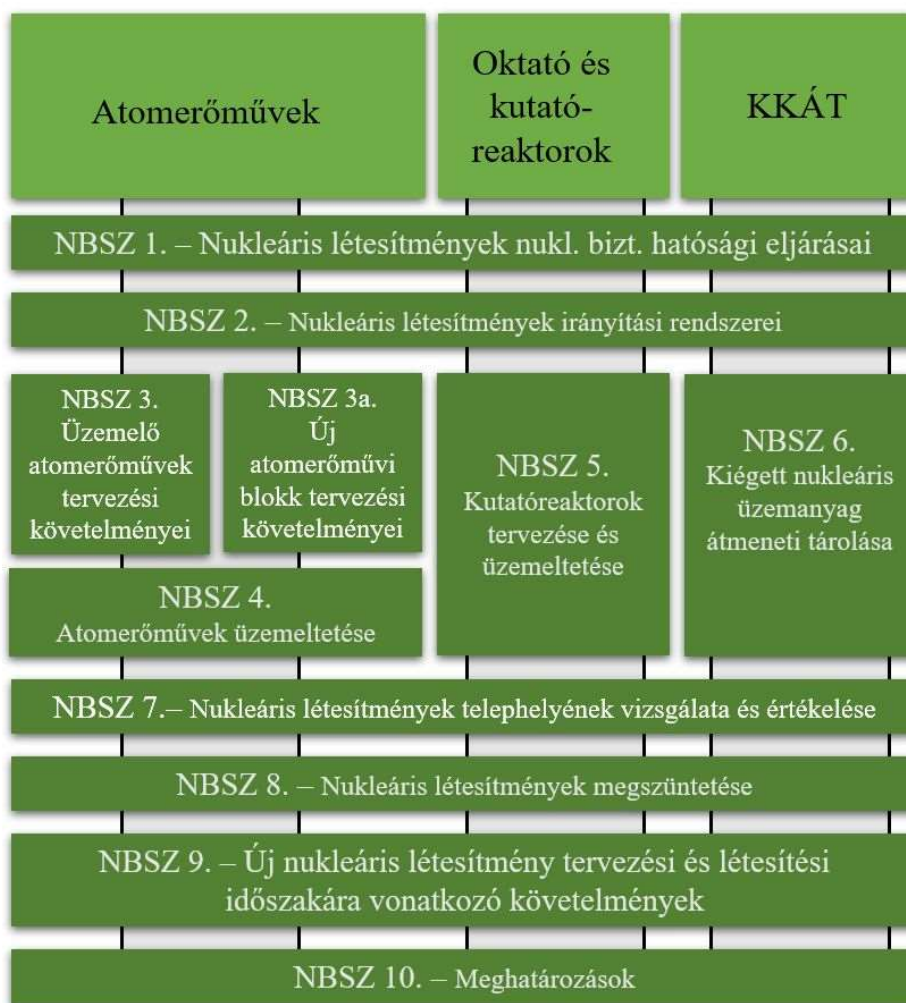 Atomerőművek
Oktató és
kutató-
reaktorok
KKÁT
NBSZ 1. – Nukleáris létesítmények nukl. bizt. hatósági eljárásai
NBSZ 2. – Nukleáris létesítmények irányítási rendszerei
NBSZ 3.
Üzemelő
atomerőművek
tervezési
követelményei
NBSZ 3a.
Új
atomerőművi
blokk tervezési
követelményei
NBSZ 4.
Atomerőművek üzemeltetése
NBSZ 5.
Kutatóreaktorok
tervezése és
üzemeltetése
NBSZ 6.
Kiégett nukleáris
üzemanyag
átmeneti tárolása
NBSZ 7.– Nukleáris létesítmények telephelyének vizsgálata és értékelése
NBSZ 8. – Nukleáris létesítmények megszüntetése
NBSZ 9. – Új nukleáris létesítmény tervezési és létesítési
időszakára vonatkozó követelmények
NBSZ 10. – Meghatározások